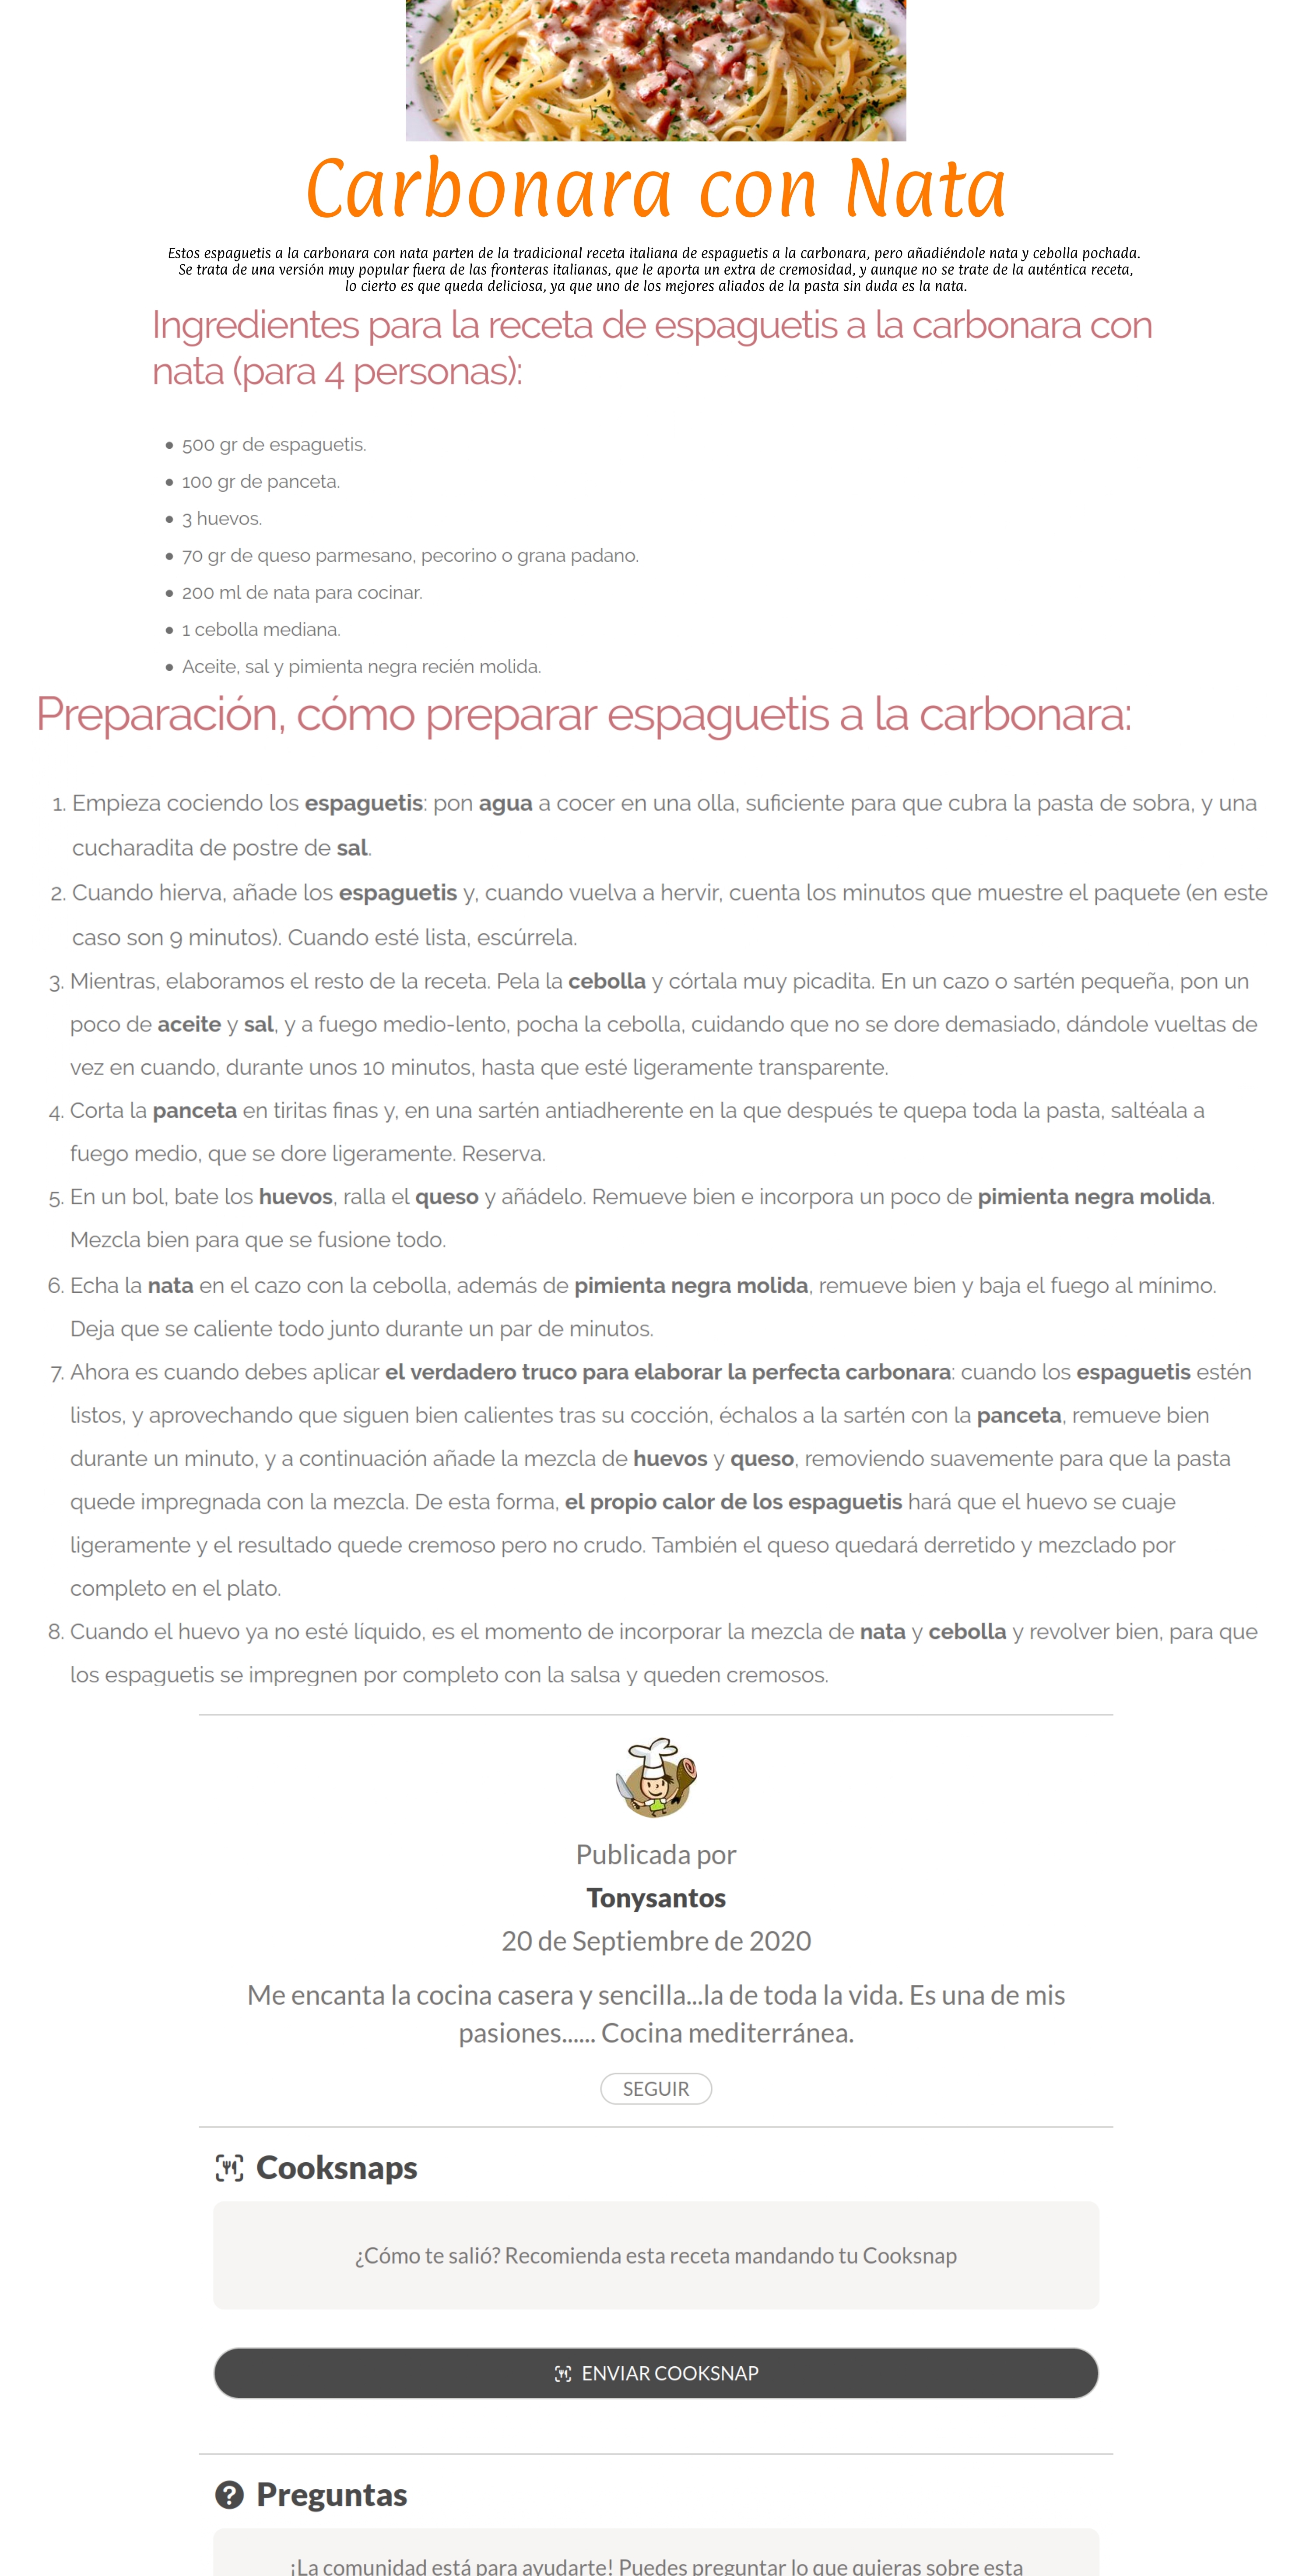 Carbonara con Nata
Estos espaguetis a la carbonara con nata parten de la tradicional receta italiana de espaguetis a la carbonara, pero añadiéndole nata y cebolla pochada.
Se trata de una versión muy popular fuera de las fronteras italianas, que le aporta un extra de cremosidad, y aunque no se trate de la auténtica receta,
lo cierto es que queda deliciosa, ya que uno de los mejores aliados de la pasta sin duda es la nata.
Ingredientes para la receta de espaguetis a la carbonara con
nata (para 4 personas):
• 500 gr de espaguetis.
• 100 gr de panceta.
• 3 huevos.
• 70 gr de queso parmesano, pecorino o grana padano.
• 200 ml de nata para cocinar.
• 1 cebolla mediana.
• Aceite, sal y pimienta negra recién molida.
Preparación, cómo preparar espaguetis a la carbonara:
1. Empieza cociendo los espaguetis: pon agua a cocer en una olla, suficiente para que cubra la pasta de sobra, y una
cucharadita de postre de sal.
2. Cuando hierva, añade los espaguetis y, cuando vuelva a hervir, cuenta los minutos que muestre el paquete (en este
caso son 9 minutos). Cuando esté lista, escúrrela.
3. Mientras, elaboramos el resto de la receta. Pela la cebolla y córtala muy picadita. En un cazo o sartén pequeña, pon un
poco de aceite y sal, y a fuego medio-lento, pocha la cebolla, cuidando que no se dore demasiado, dándole vueltas de
vez en cuando, durante unos 10 minutos, hasta que esté ligeramente transparente.
4. Corta la panceta en tiritas finas y, en una sartén antiadherente en la que después te quepa toda la pasta, saltéala a
fuego medio, que se dore ligeramente. Reserva.
5. En un bol, bate los huevos, ralla el queso y añádelo. Remueve bien e incorpora un poco de pimienta negra molida.
Mezcla bien para que se fusione todo.
6. Echa la nata en el cazo con la cebolla, además de pimienta negra molida, remueve bien y baja el fuego al mínimo.
Deja que se caliente todo junto durante un par de minutos.
7. Ahora es cuando debes aplicar el verdadero truco para elaborar la perfecta carbonara: cuando los espaguetis estén
listos, y aprovechando que siguen bien calientes tras su cocción, échalos a la sartén con la panceta, remueve bien
durante un minuto, y a continuación añade la mezcla de huevos y queso, removiendo suavemente para que la pasta
quede impregnada con la mezcla. De esta forma, el propio calor de los espaguetis hará que el huevo se cuaje
ligeramente y el resultado quede cremoso pero no crudo. También el queso quedará derretido y mezclado por
completo en el plato.
8. Cuando el huevo ya no esté líquido, es el momento de incorporar la mezcla de nata y cebolla y revolver bien, para que
los espaguetis se impregnen por completo con la salsa y queden cremosos.
Publicada por
Tonysantos
20 de Septiembre de 2020
Me encanta la cocina casera y sencilla...la de toda la vida. Es una de mis
pasiones...... Cocina mediterránea.
SEGUIR
Cooksnaps
¿Cómo te salió? Recomienda esta receta mandando tu Cooksnap
ENVIAR COOKSNAP
Preguntas
¡La comunidad está para ayudarte! Puedes preguntar lo que quieras sobre esta